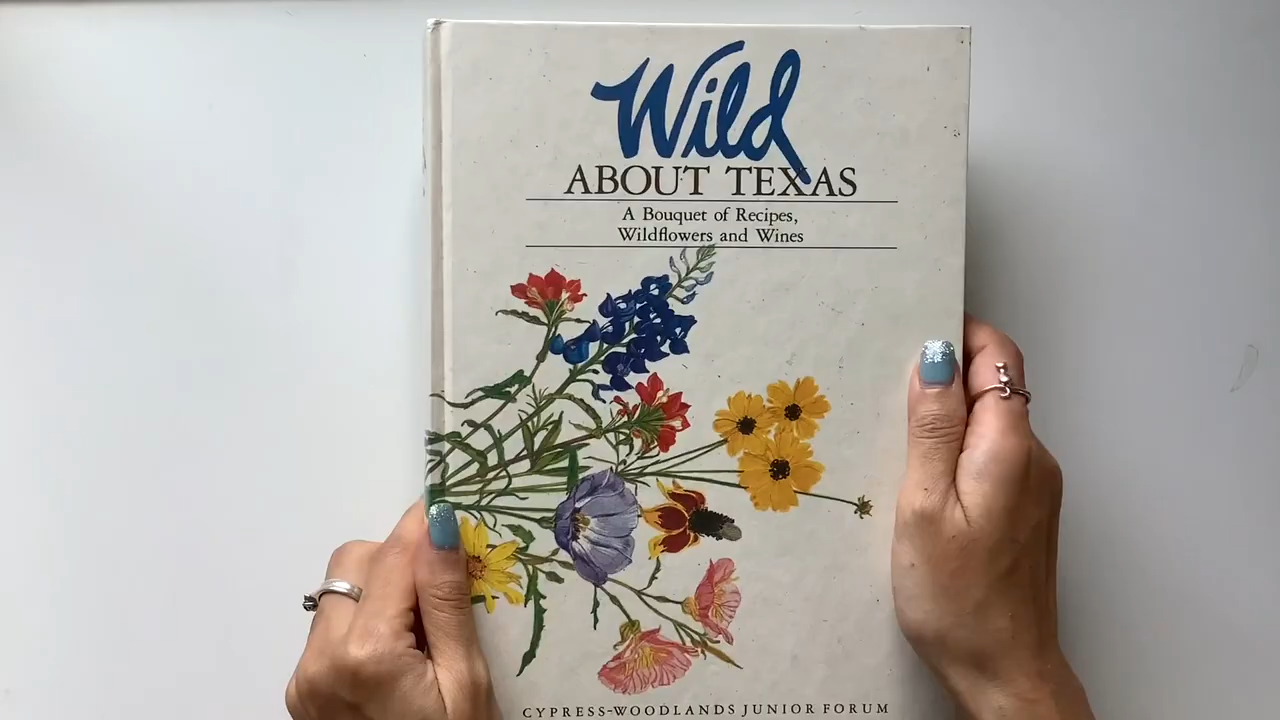 Wild
ABOUT TEXAS
A Bouquet of Recipes,
Wildflowers and Wines
CYPRESS-WOODLANDS JUNIOR FORUM